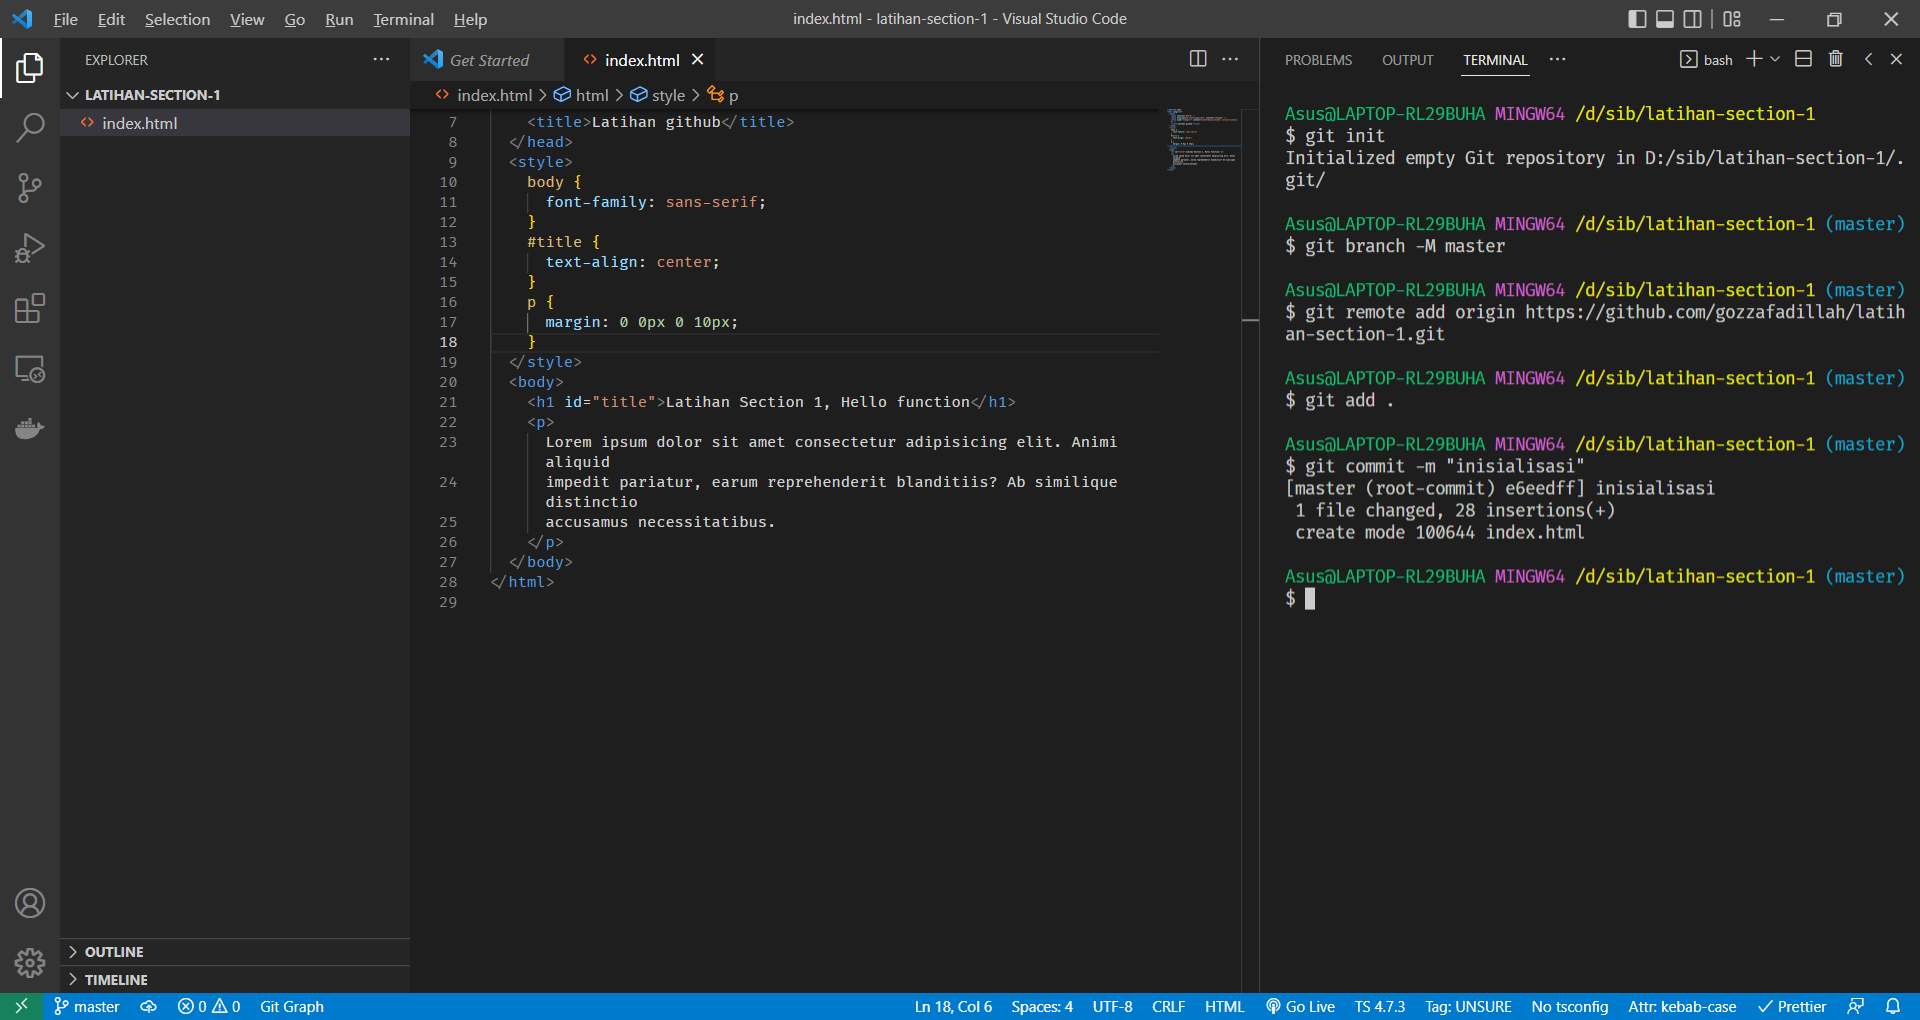 File Edit Selection View Go Run Terminal Help
index.html - latihan-section-1 - Visual Studio Code
EXPLORER
LATIHAN-SECTION-1
index.html
OUTLINE
TIMELINE
Get Started
index.html
index.html > html > style > p
7 <title>Latihan github</title>
8 </head>
9 <style>
10 body {
11 font-family: sans-serif;
12 }
13 #title {
14 text-align: center;
15 }
16 p {
17 margin: 0 0px 0 10px;
18 }
19 </style>
20 <body>
21 <h1 id="title">Latihan Section 1, Hello function</h1>
22 <p>
23 Lorem ipsum dolor sit amet consectetur adipisicing elit. Animi
aliquid
24 impedit pariatur, earum reprehenderit blanditiis? Ab similique
distinctio
25 accusamus necessitatibus.
26 </p>
27 </body>
28 </html>
29
PROBLEMS OUTPUT TERMINAL
bash
Asus@LAPTOP-RL29BUHA MINGW64 /d/sib/latihan-section-1
$ git init
Initialized empty Git repository in D:/sib/latihan-section-1/.
git/
Asus@LAPTOP-RL29BUHA MINGW64 /d/sib/latihan-section-1 (master)
$ git branch -M master
Asus@LAPTOP-RL29BUHA MINGW64 /d/sib/latihan-section-1 (master)
$ git remote add origin https://github.com/gozzafadillah/latih
an-section-1.git
Asus@LAPTOP-RL29BUHA MINGW64 /d/sib/latihan-section-1 (master)
$ git add .
Asus@LAPTOP-RL29BUHA MINGW64 /d/sib/latihan-section-1 (master)
$ git commit -m "inisialisasi"
[master (root-commit) e6eedff] inisialisasi
1 file changed, 28 insertions(+)
create mode 100644 index.html
Asus@LAPTOP-RL29BUHA MINGW64 /d/sib/latihan-section-1 (master)
$
master 0 0 Git Graph
Ln 18, Col 6 Spaces: 4 UTF-8 CRLF HTML Go Live TS 4.7.3 Tag: UNSURE No tsconfig Attr: kebab-case Prettier